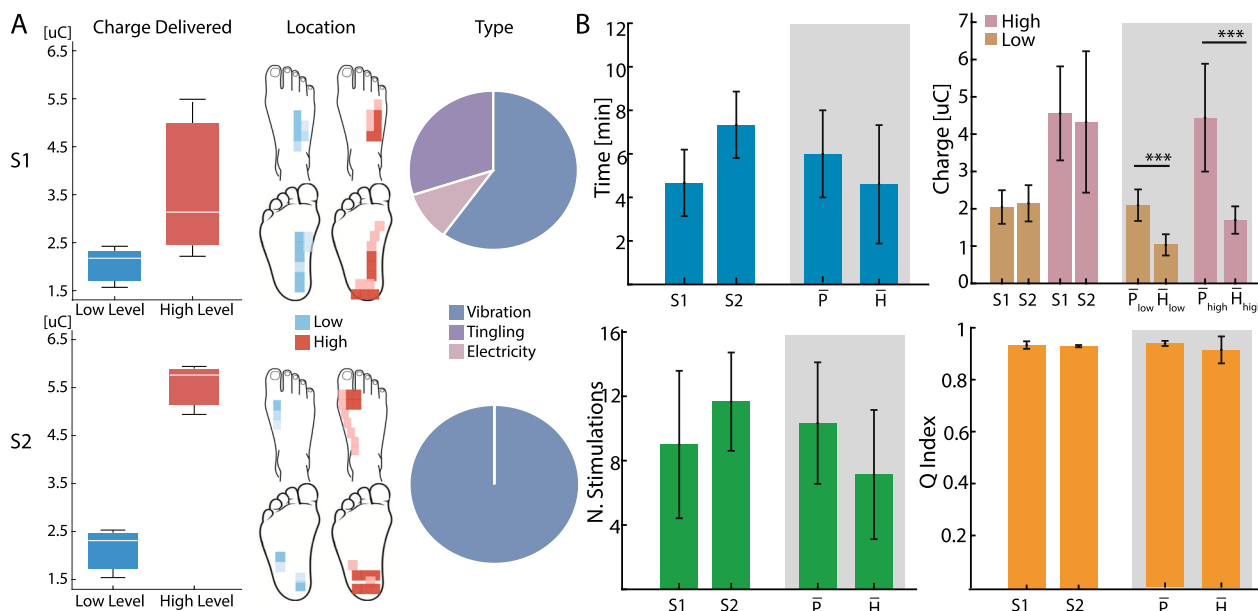 A
Charge Delivered
Location
Type
[uC]
6.5
5.5
4.5
3.5
2.5
1.5
S1
Low Level
High Level
[uC]
6.5
5.5
4.5
3.5
2.5
1.5
S2
Low Level
High Level
Low
High
Vibration
Tingling
Electricity
B
Time [min]
12
10
8
6
4
2
S1
S2
P̅
H̅
Charge [uC]
7
6
5
4
3
2
1
0
High
Low
***
***
S1
S2
S1
S2
P̅low
H̅low
P̅high
H̅high
N. Stimulations
16
12
8
4
S1
S2
P̅
H̅
Q Index
1
0.8
0.6
0.4
0.2
S1
S2
P̅
H̅